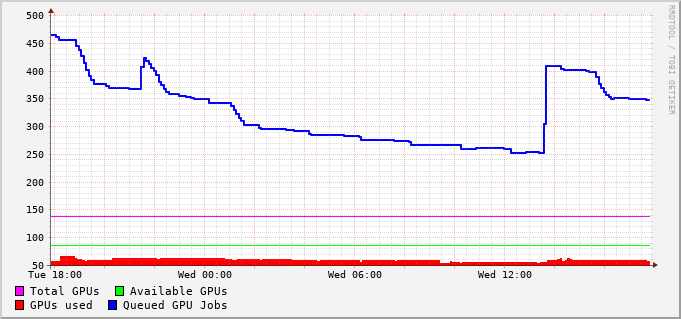 500
450
400
350
300
250
200
150
100
50
Tue 18:00 Wed 00:00 Wed 06:00 Wed 12:00
Total GPUs Available GPUs
GPUs used Queued GPU Jobs
RRDTOOL / TOBI OETIKER